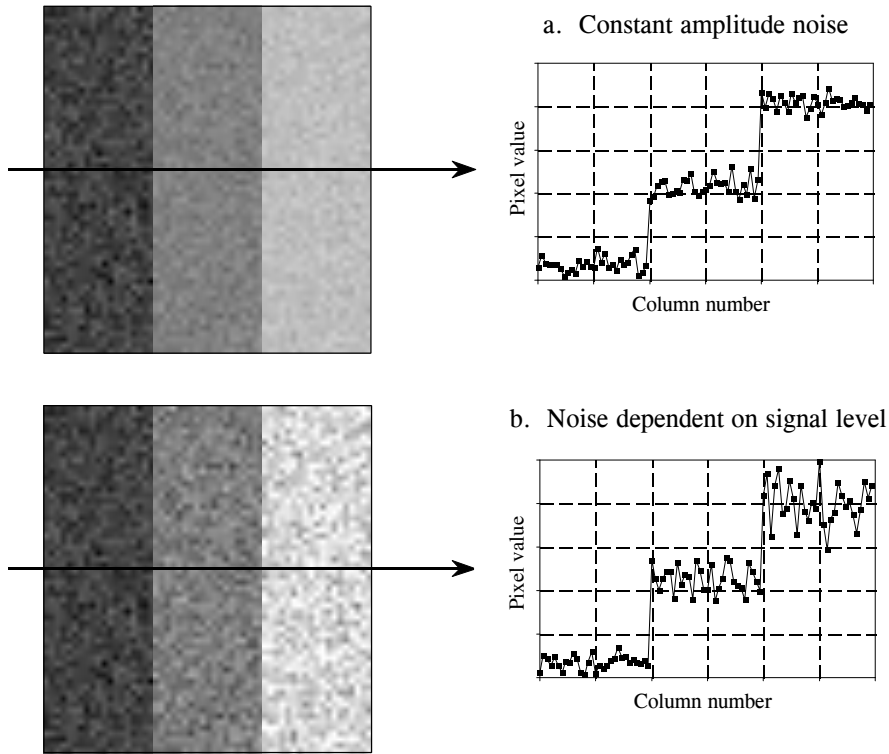 a. Constant amplitude noise
Pixel value
Column number
b. Noise dependent on signal level
Pixel value
Column number